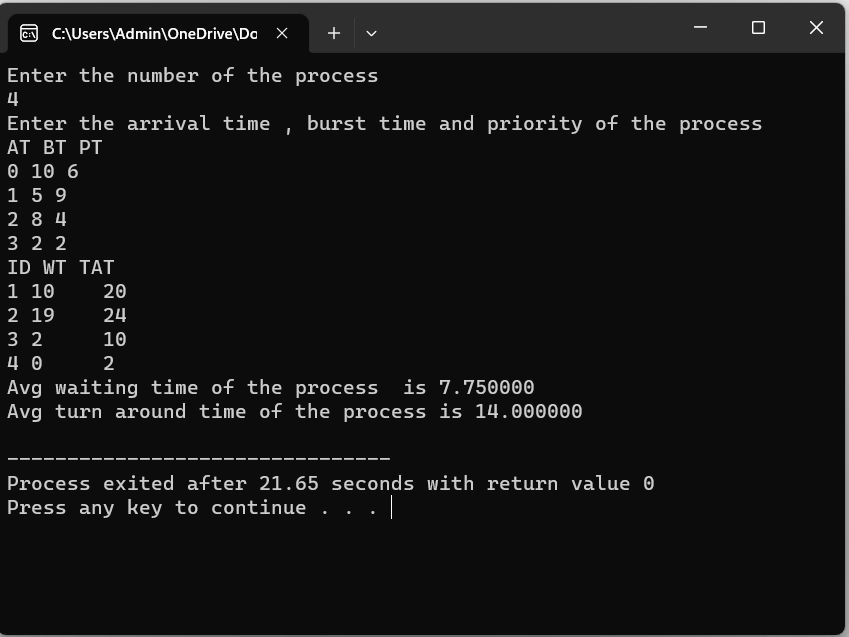 C:\Users\Admin\OneDrive\Do
Enter the number of the process
4
Enter the arrival time , burst time and priority of the process
AT BT PT
0 10 6
1 5 9
2 8 4
3 2 2
ID WT TAT
1 10    20
2 19    24
3 2     10
4 0     2
Avg waiting time of the process  is 7.750000
Avg turn around time of the process is 14.000000

--------------------------------
Process exited after 21.65 seconds with return value 0
Press any key to continue . . .